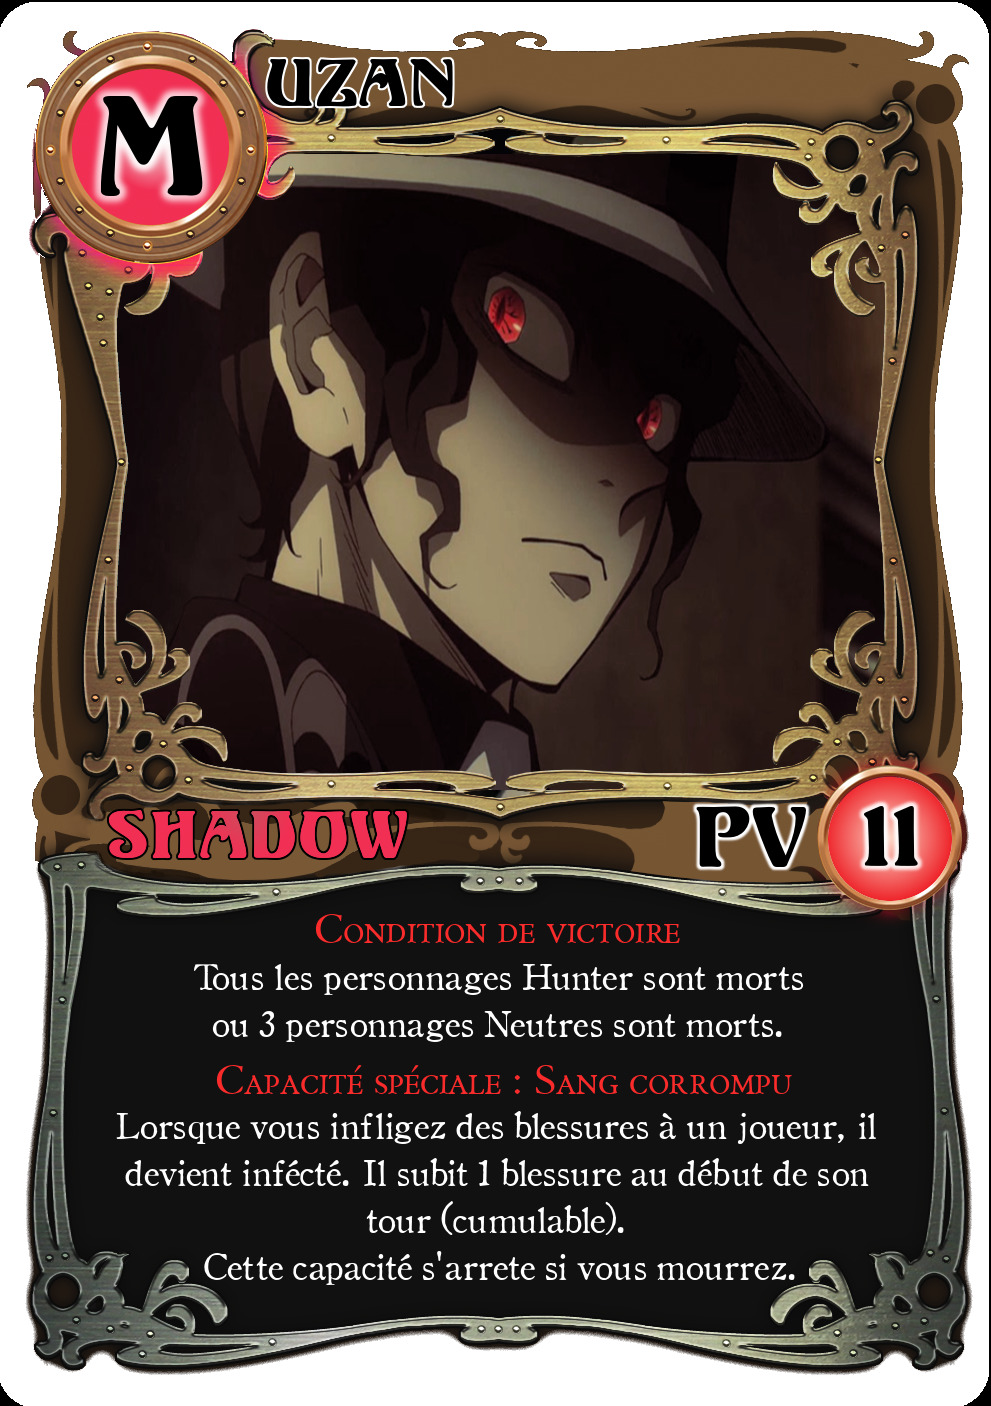 MUZAN
SHADOW
PV 11
Condition de victoire
Tous les personnages Hunter sont morts
ou 3 personnages Neutres sont morts.
Capacité spéciale : Sang corrompu
Lorsque vous infligez des blessures à un joueur, il
devient infécté. Il subit 1 blessure au début de son
tour (cumulable).
Cette capacité s'arrete si vous mourrez.